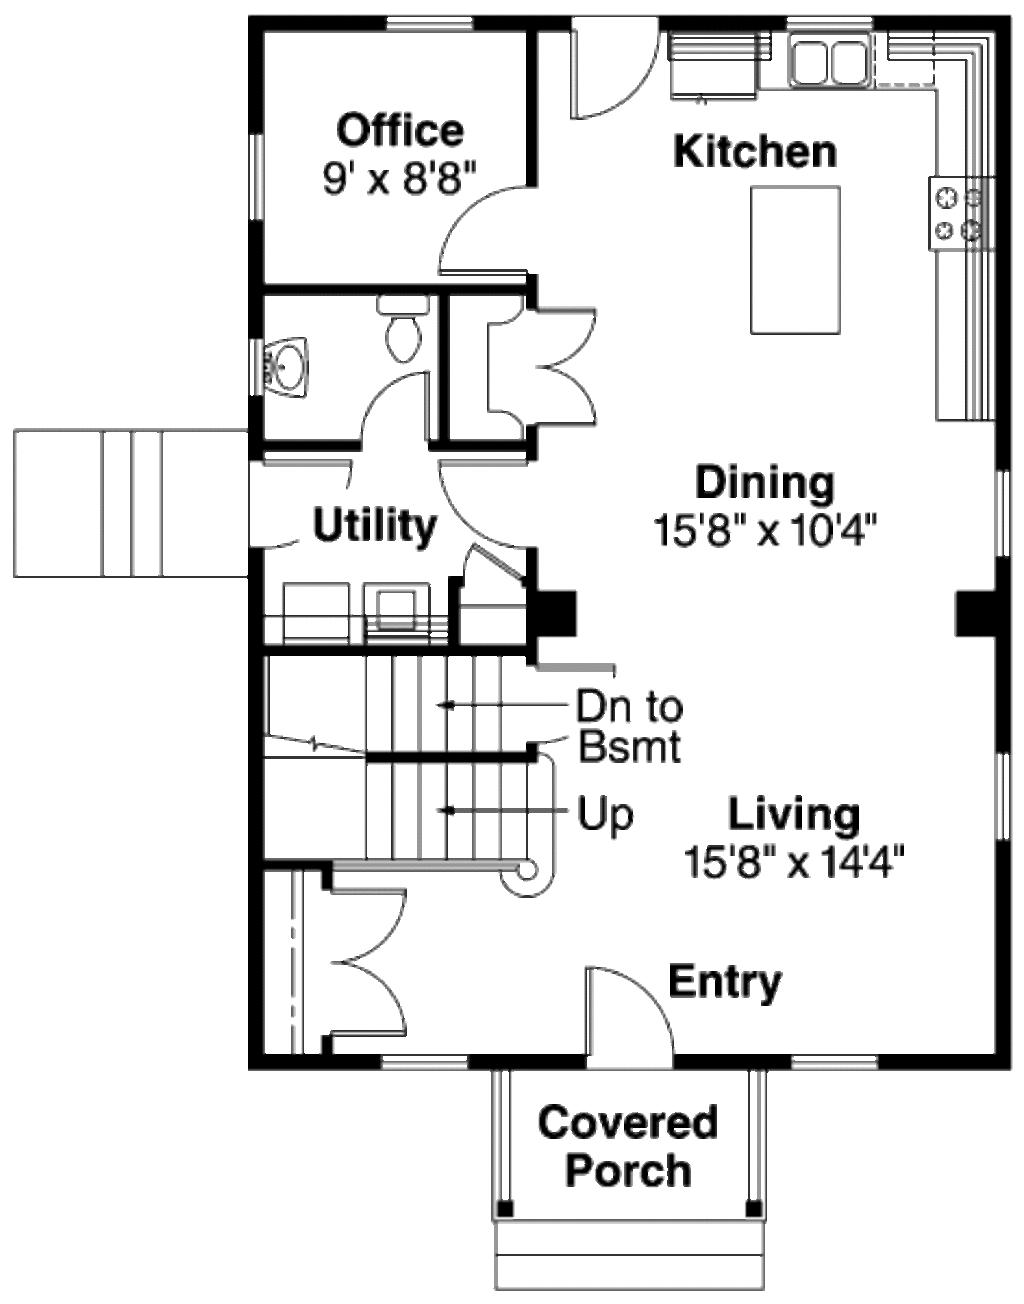 Office
9' x 8'8"
Kitchen
Dining
15'8" x 10'4"
Utility
Dn to
Bsmt
Up
Living
15'8" x 14'4"
Entry
Covered
Porch